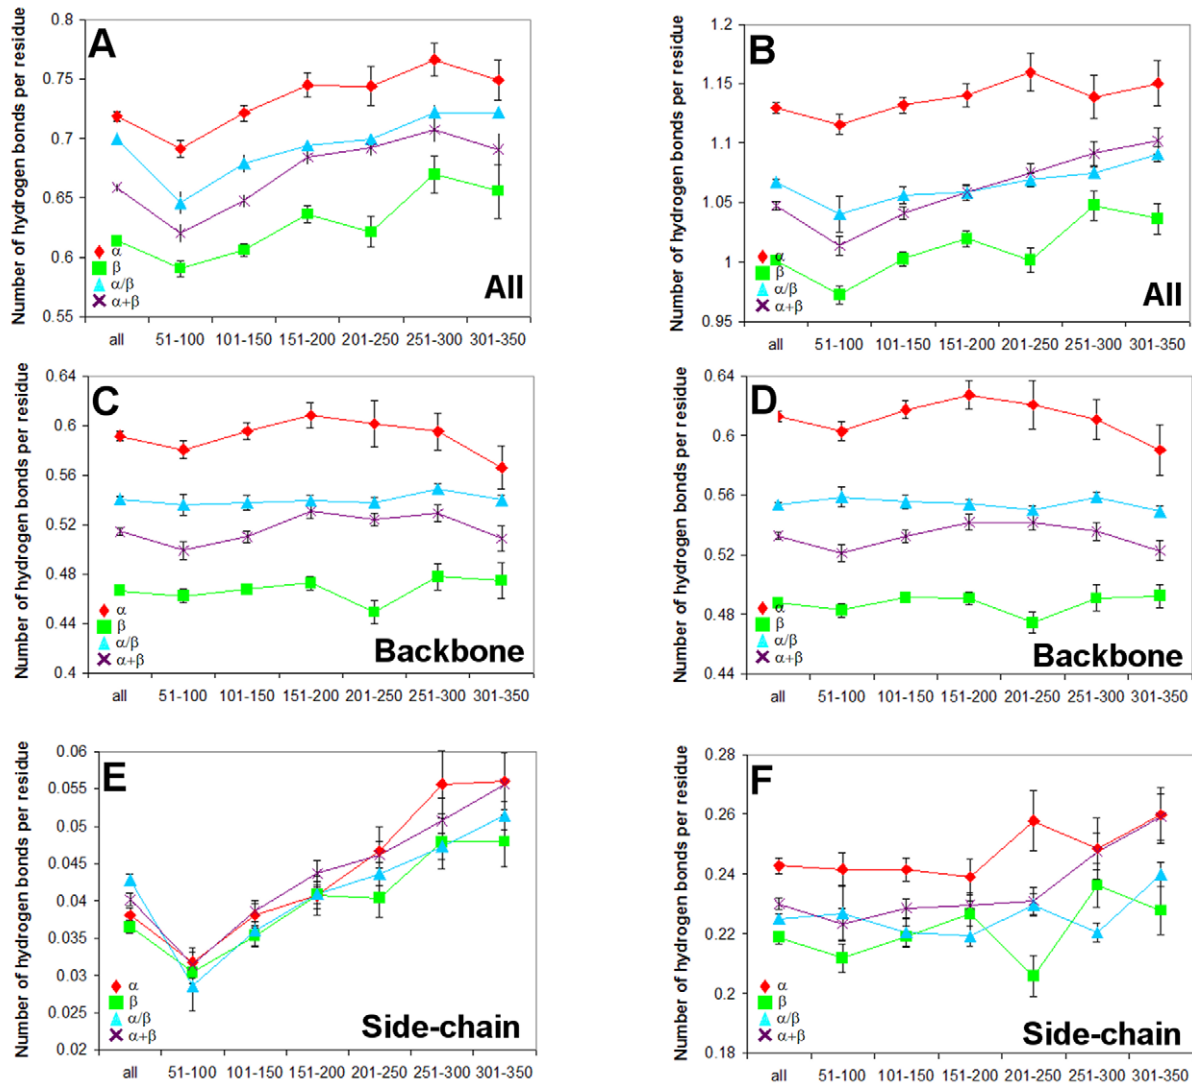 A
Number of hydrogen bonds per residue
0.8
0.75
0.7
0.65
0.6
0.55
α
β
α/β
α+β
All
all 51-100 101-150 151-200 201-250 251-300 301-350
B
Number of hydrogen bonds per residue
1.2
1.15
1.1
1.05
1
0.95
α
β
α/β
α+β
All
all 51-100 101-150 151-200 201-250 251-300 301-350
C
Number of hydrogen bonds per residue
0.64
0.6
0.56
0.52
0.48
0.44
0.4
α
β
α/β
α+β
Backbone
all 51-100 101-150 151-200 201-250 251-300 301-350
D
Number of hydrogen bonds per residue
0.64
0.6
0.56
0.52
0.48
0.44
α
β
α/β
α+β
Backbone
all 51-100 101-150 151-200 201-250 251-300 301-350
E
Number of hydrogen bonds per residue
0.06
0.055
0.05
0.045
0.04
0.035
0.03
0.025
0.02
α
β
α/β
α+β
Side-chain
all 51-100 101-150 151-200 201-250 251-300 301-350
F
Number of hydrogen bonds per residue
0.28
0.26
0.24
0.22
0.2
0.18
α
β
α/β
α+β
Side-chain
all 51-100 101-150 151-200 201-250 251-300 301-350